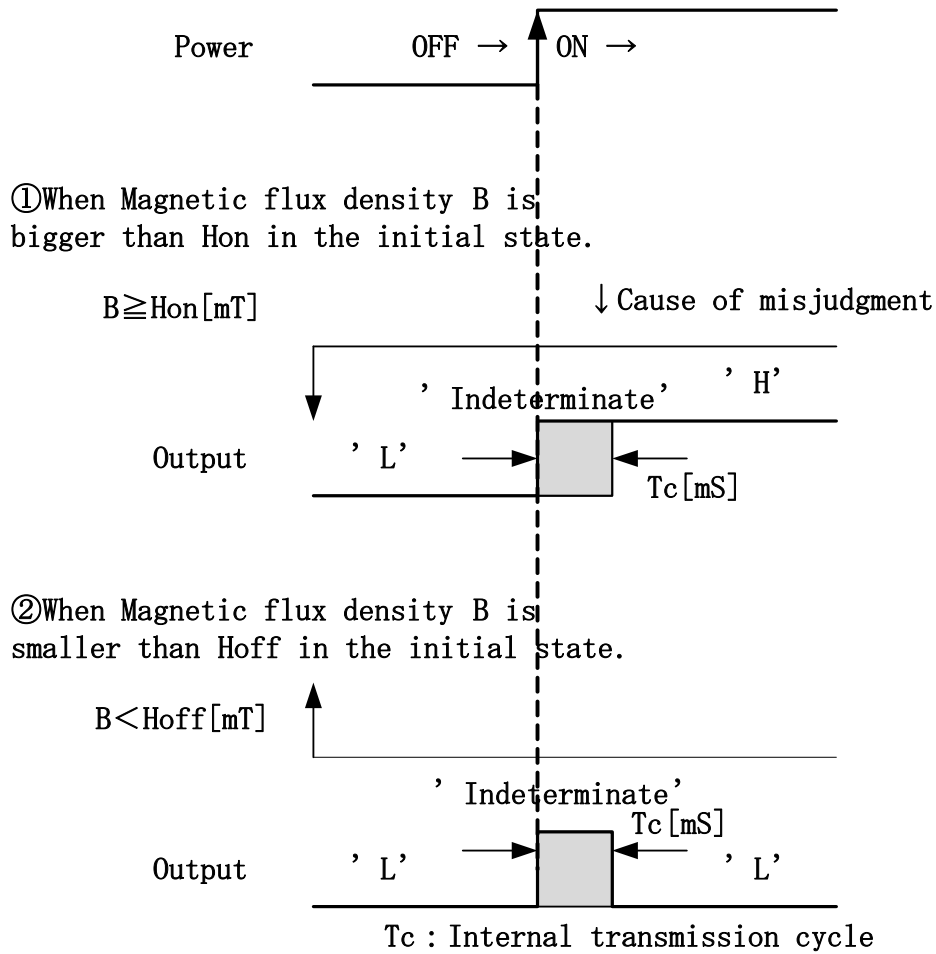 Power OFF → ON →
①When Magnetic flux density B is
bigger than Hon in the initial state.
B≧Hon[mT] ↓Cause of misjudgment
' Indeterminate' ' H'
Output ' L'
Tc[mS]
②When Magnetic flux density B is
smaller than Hoff in the initial state.
B<Hoff[mT]
' Indeterminate'
Tc[mS]
Output ' L' ' L'
Tc : Internal transmission cycle